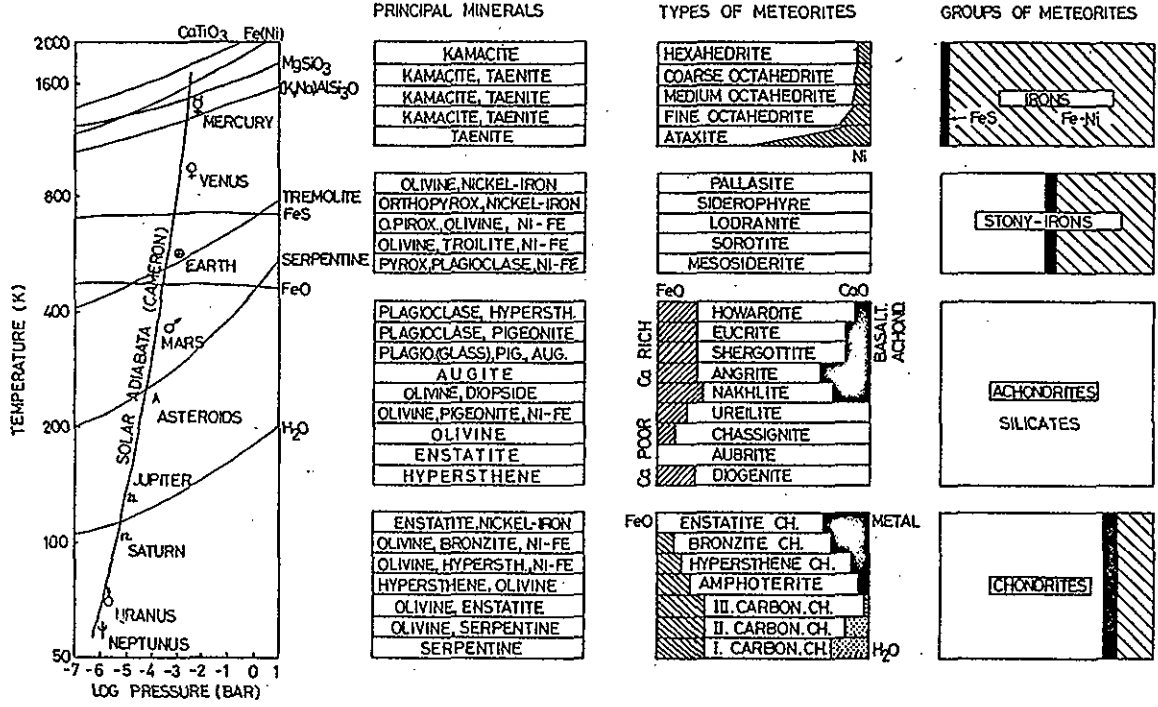 PRINCIPAL MINERALS
TYPES OF METEORITES
GROUPS OF METEORITES
CaTiO3 Fe(Ni)
MgSiO3
(K,Na)AlSi3O
TREMOLITE
FeS
SERPENTINE
FeO
H2O
2000
1600
800
400
200
100
50
TEMPERATURE (K)
SOLAR ADIABATA (CAMERON)
MERCURY
VENUS
EARTH
MARS
ASTEROIDS
JUPITER
SATURN
URANUS
NEPTUNUS
-7 -6 -5 -4 -3 -2 -1 0 1
LOG PRESSURE (BAR)
KAMACITE
KAMACITE, TAENITE
KAMACITE, TAENITE
KAMACITE, TAENITE
TAENITE
OLIVINE, NICKEL-IRON
ORTHOPYROX, NICKEL-IRON
O.PIROX, OLIVINE, NI-FE
OLIVINE, TROILITE, NI-FE
PYROX, PLAGIOCLASE, NI-FE
PLAGIOCLASE, HYPERSTH.
PLAGIOCLASE, PIGEONITE
PLAGIO.(GLASS), PIG., AUG.
AUGITE
OLIVINE, DIOPSIDE
OLIVINE, PIGEONITE, NI-FE
OLIVINE
ENSTATITE
HYPERSTHENE
ENSTATITE, NICKEL-IRON
OLIVINE, BRONZITE, NI-FE
OLIVINE, HYPERSTH., NI-FE
HYPERSTHENE, OLIVINE
OLIVINE, ENSTATITE
OLIVINE, SERPENTINE
SERPENTINE
HEXAHEDRITE
COARSE OCTAHEDRITE
MEDIUM OCTAHEDRITE
FINE OCTAHEDRITE
ATAXITE
Ni
PALLASITE
SIDEROPHYRE
LODRANITE
SOROTITE
MESOSIDERITE
FeO CaO
Ca RICH
Ca POOR
HOWARDITE
EUCRITE
SHERGOTTITE
ANGRITE
NAKHLITE
UREILITE
CHASSIGNITE
AUBRITE
DIOGENITE
BASALT.
ACHOND.
FeO
METAL
ENSTATITE CH.
BRONZITE CH.
HYPERSTHENE CH.
AMPHOTERITE
III. CARBON. CH.
II. CARBON. CH.
I. CARBON. CH.
H2O
IRONS
FeS Fe-Ni
STONY-IRONS
ACHONDRITES
SILICATES
CHONDRITES